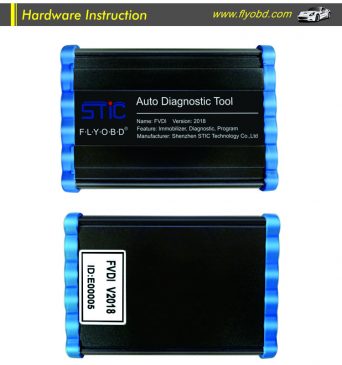 Hardware Instruction
www.flyobd.com
STIC
F·L·Y·O·B·D®
Auto Diagnostic Tool
Name: FVDI Version: 2018
Feature: Immobilizer, Diagnostic, Program
Manufacturer: Shenzhen STIC Technology Co.,Ltd
FVDI V2018
ID:E00005